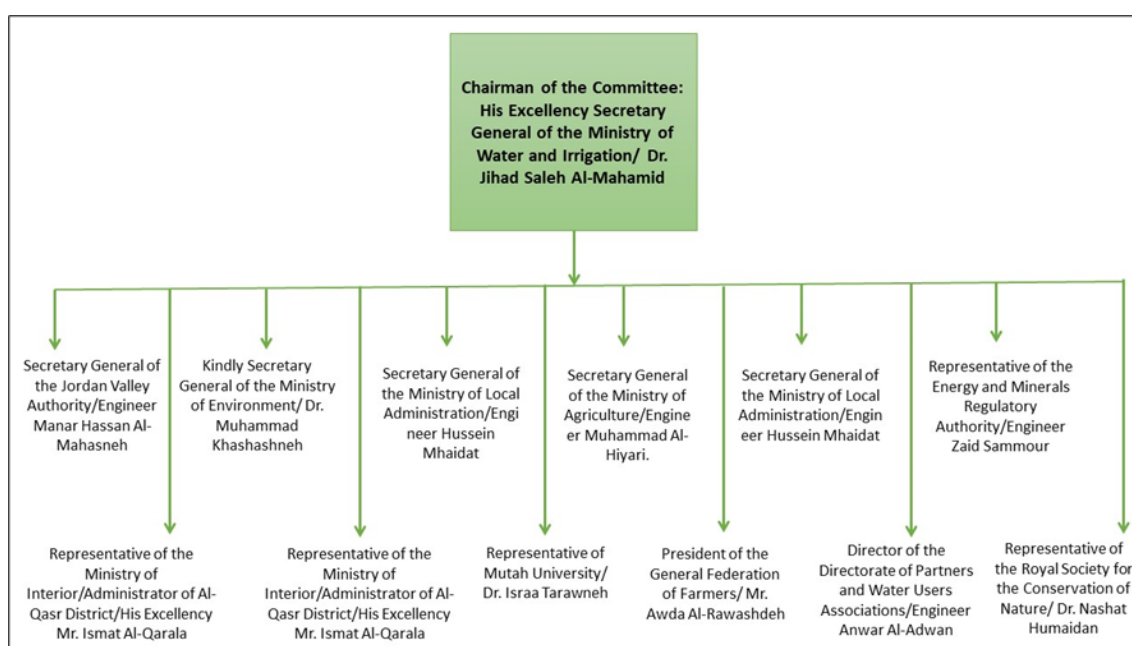 Chairman of the Committee:
His Excellency Secretary
General of the Ministry of
Water and Irrigation/ Dr.
Jihad Saleh Al-Mahamid
Secretary General of
the Jordan Valley
Authority/Engineer
Manar Hassan Al-
Mahasneh
Kindly Secretary
General of the Ministry
of Environment/ Dr.
Muhammad
Khashashneh
Secretary General of
the Ministry of Local
Administration/Engi
neer Hussein
Mhaidat
Secretary General
of the Ministry of
Agriculture/Engine
er Muhammad Al-
Hiyari.
Secretary General of
the Ministry of Local
Administration/Engin
eer Hussein Mhaidat
Representative of the
Energy and Minerals
Regulatory
Authority/Engineer
Zaid Sammour
Representative of the
Ministry of
Interior/Administrator of Al-
Qasr District/His Excellency
Mr. Ismat Al-Qarala
Representative of the
Ministry of
Interior/Administrator of Al-
Qasr District/His Excellency
Mr. Ismat Al-Qarala
Representative of
Mutah University/
Dr. Israa Tarawneh
President of the
General Federation
of Farmers/ Mr.
Awda Al-Rawashdeh
Director of the
Directorate of Partners
and Water Users
Associations/Engineer
Anwar Al-Adwan
Representative of
the Royal Society for
the Conservation of
Nature/ Dr. Nashat
Humaidan